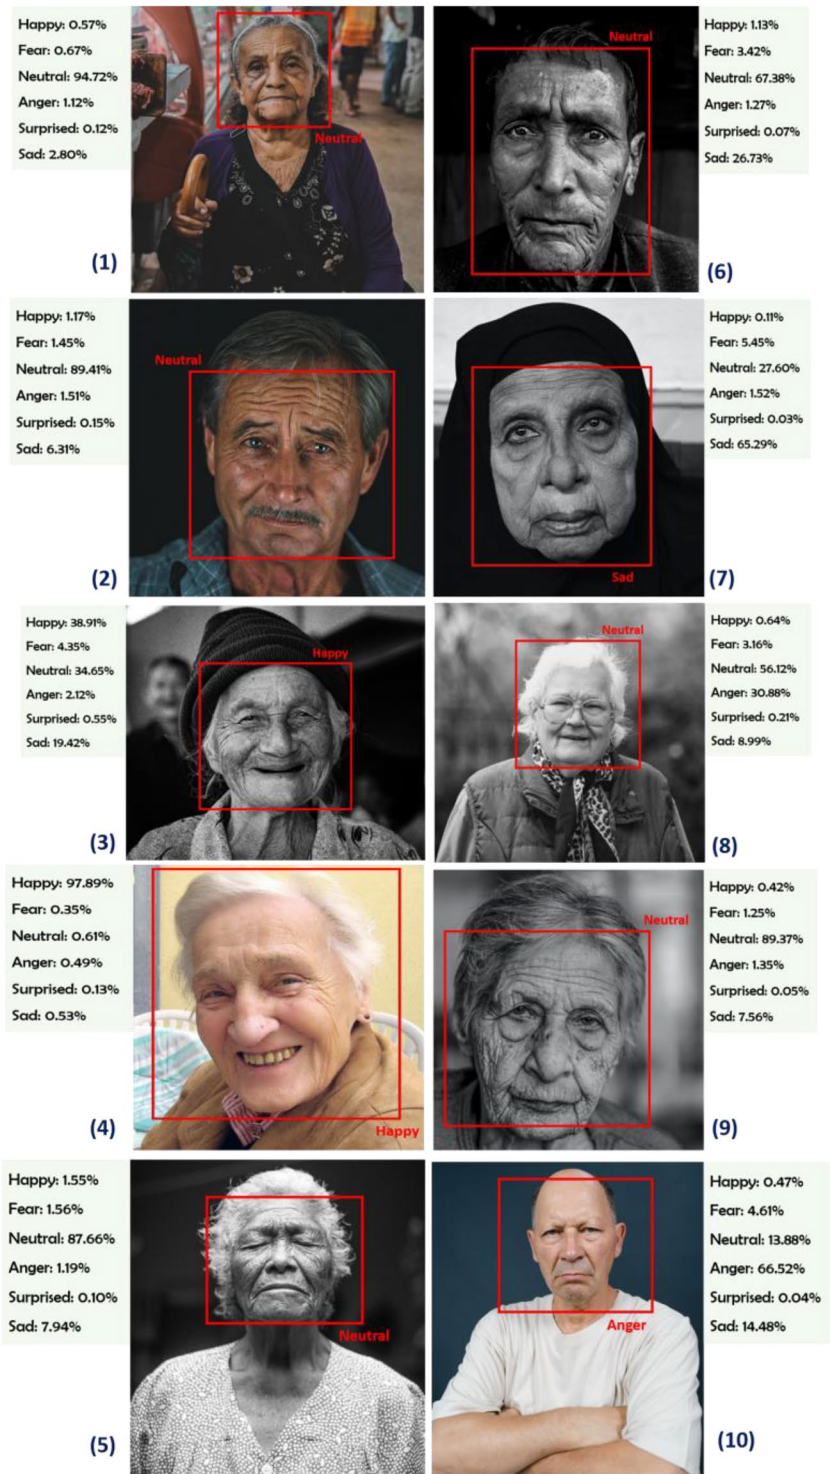 Happy: 0.57%
Fear: 0.67%
Neutral: 94.72%
Anger: 1.12%
Surprised: 0.12%
Sad: 2.80%
Neutral
(1)
Happy: 1.13%
Fear: 3.42%
Neutral: 67.38%
Anger: 1.27%
Surprised: 0.07%
Sad: 26.73%
Neutral
(6)
Happy: 1.17%
Fear: 1.45%
Neutral: 89.41%
Anger: 1.51%
Surprised: 0.15%
Sad: 6.31%
Neutral
(2)
Happy: 0.11%
Fear: 5.45%
Neutral: 27.60%
Anger: 1.52%
Surprised: 0.03%
Sad: 65.29%
Sad
(7)
Happy: 38.91%
Fear: 4.35%
Neutral: 34.65%
Anger: 2.12%
Surprised: 0.55%
Sad: 19.42%
Happy
(3)
Happy: 0.64%
Fear: 3.16%
Neutral: 56.12%
Anger: 30.88%
Surprised: 0.21%
Sad: 8.99%
Neutral
(8)
Happy: 97.89%
Fear: 0.35%
Neutral: 0.61%
Anger: 0.49%
Surprised: 0.13%
Sad: 0.53%
Happy
(4)
Happy: 0.42%
Fear: 1.25%
Neutral: 89.37%
Anger: 1.35%
Surprised: 0.05%
Sad: 7.56%
Neutral
(9)
Happy: 1.55%
Fear: 1.56%
Neutral: 87.66%
Anger: 1.19%
Surprised: 0.10%
Sad: 7.94%
Neutral
(5)
Happy: 0.47%
Fear: 4.61%
Neutral: 13.88%
Anger: 66.52%
Surprised: 0.04%
Sad: 14.48%
Anger
(10)